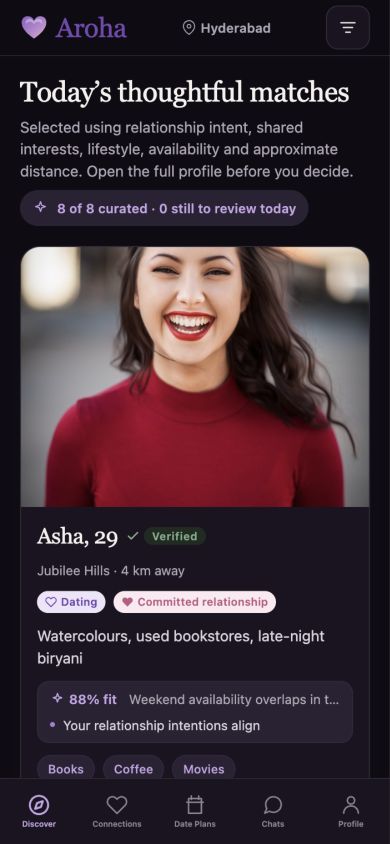 Aroha
Hyderabad
Today’s thoughtful matches
Selected using relationship intent, shared
interests, lifestyle, availability and approximate
distance. Open the full profile before you decide.
8 of 8 curated · 0 still to review today
Asha, 29
Verified
Jubilee Hills · 4 km away
Dating
Committed relationship
Watercolours, used bookstores, late-night
biryani
88% fit Weekend availability overlaps in t...
Your relationship intentions align
Books Coffee Movies
Discover Connections Date Plans Chats Profile